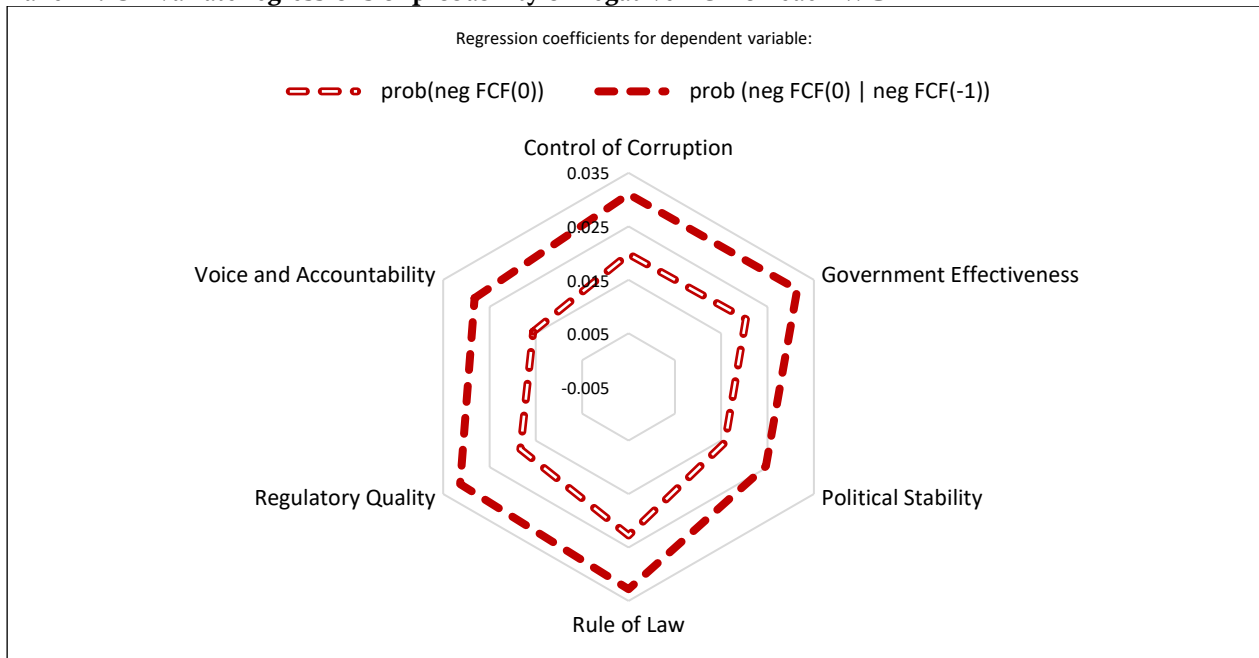 Regression coefficients for dependent variable:
prob(neg FCF(0)) prob (neg FCF(0) | neg FCF(-1))
Control of Corruption
0.035
0.025
Voice and Accountability
Government Effectiveness
0.015
0.005
-0.005
Regulatory Quality
Political Stability
Rule of Law